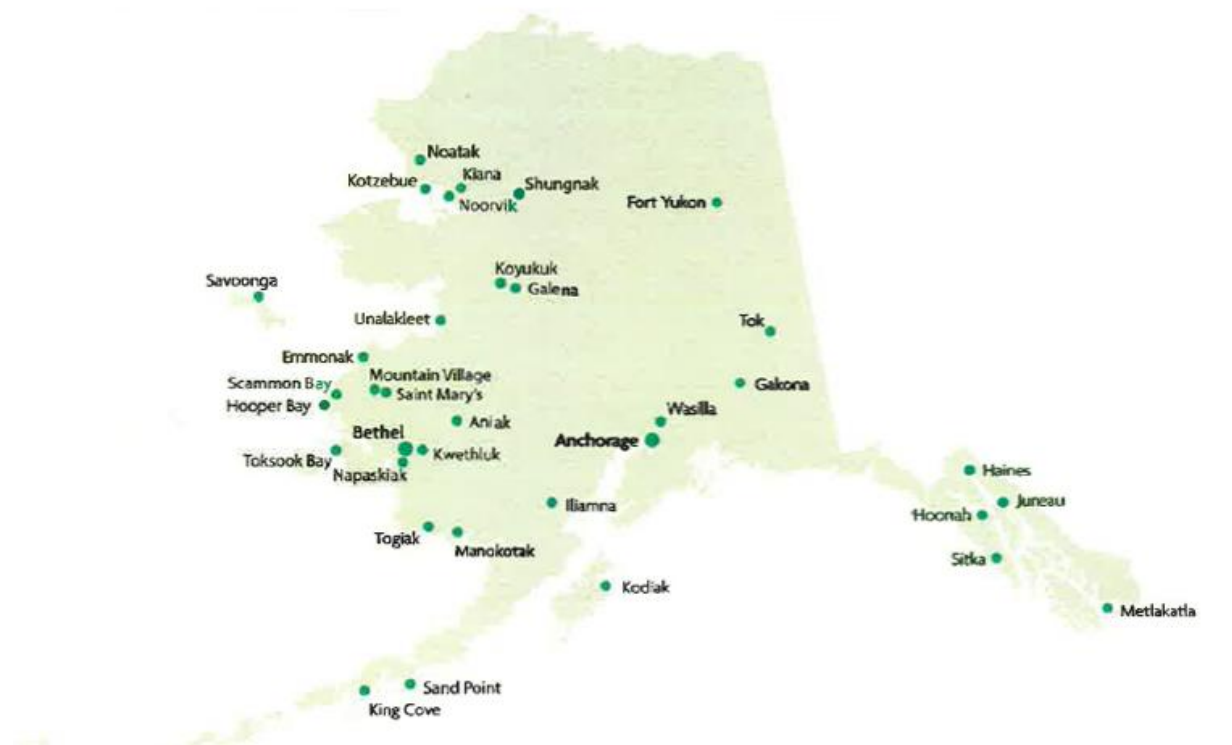 Noatak
Kotzebue
Kiana
Shungnak
Noorvik
Fort Yukon
Koyukuk
Galena
Savoonga
Unalakleet
Tok
Emmonak
Mountain Village
Scammon Bay
Saint Mary's
Gakona
Hooper Bay
Wasilla
Aniak
Bethel
Anchorage
Kwethluk
Toksook Bay
Napaskiak
Haines
Iliamna
Juneau
Hoonah
Togiak
Manokotak
Sitka
Kodiak
Metlakatla
Sand Point
King Cove